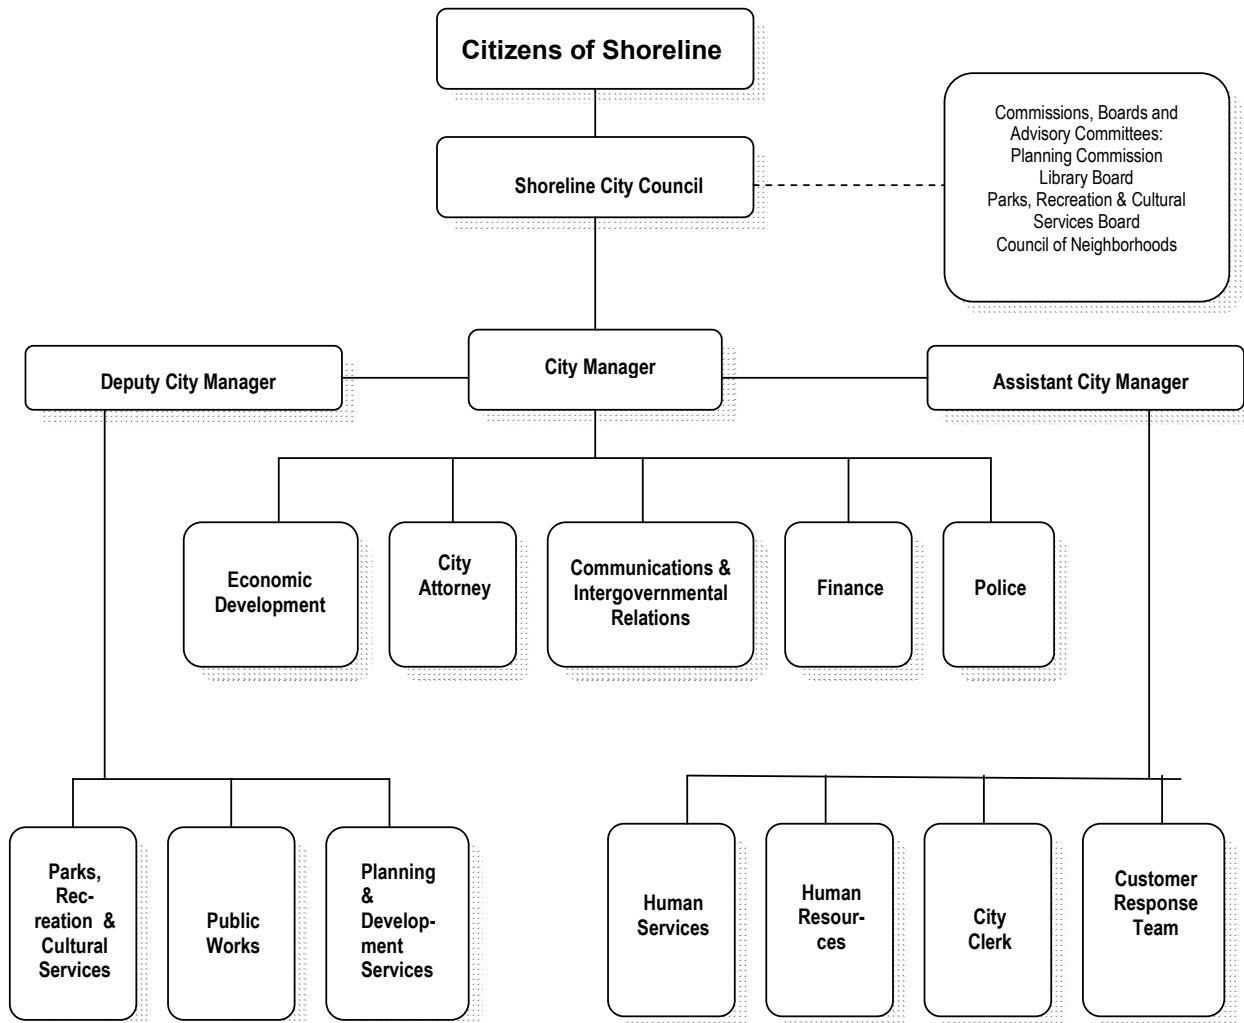 Citizens of Shoreline
Commissions, Boards and
Advisory Committees:
Planning Commission
Library Board
Parks, Recreation & Cultural
Services Board
Council of Neighborhoods
Shoreline City Council
Deputy City Manager
City Manager
Assistant City Manager
Economic
Development
City
Attorney
Communications &
Intergovernmental
Relations
Finance
Police
Parks,
Rec-
reation &
Cultural
Services
Public
Works
Planning
&
Develop-
ment
Services
Human
Services
Human
Resour-
ces
City
Clerk
Customer
Response
Team